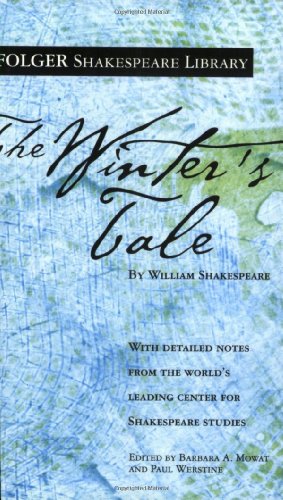 FOLGER SHAKESPEARE LIBRARY
The Winter's
Tale
BY WILLIAM SHAKESPEARE
WITH DETAILED NOTES
FROM THE WORLD'S
LEADING CENTER FOR
SHAKESPEARE STUDIES
EDITED BY BARBARA A. MOWAT
AND PAUL WERSTINE